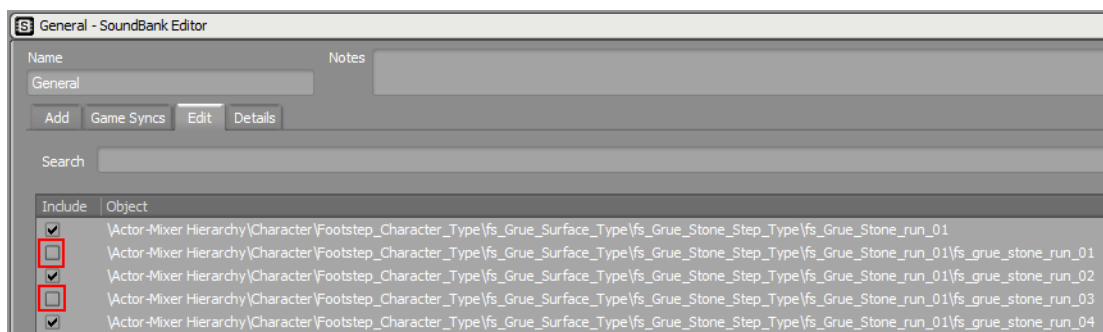 General - SoundBank Editor
Name Notes
General
Add Game Syncs Edit Details
Search
Include Object
\Actor-Mixer Hierarchy\Character\Footstep_Character_Type\fs_Grue_Surface_Type\fs_Grue_Stone_Step_Type\fs_Grue_Stone_run_01
\Actor-Mixer Hierarchy\Character\Footstep_Character_Type\fs_Grue_Surface_Type\fs_Grue_Stone_Step_Type\fs_Grue_Stone_run_01\fs_grue_stone_run_01
\Actor-Mixer Hierarchy\Character\Footstep_Character_Type\fs_Grue_Surface_Type\fs_Grue_Stone_Step_Type\fs_Grue_Stone_run_01\fs_grue_stone_run_02
\Actor-Mixer Hierarchy\Character\Footstep_Character_Type\fs_Grue_Surface_Type\fs_Grue_Stone_Step_Type\fs_Grue_Stone_run_01\fs_grue_stone_run_03
\Actor-Mixer Hierarchy\Character\Footstep_Character_Type\fs_Grue_Surface_Type\fs_Grue_Stone_Step_Type\fs_Grue_Stone_run_01\fs_grue_stone_run_04